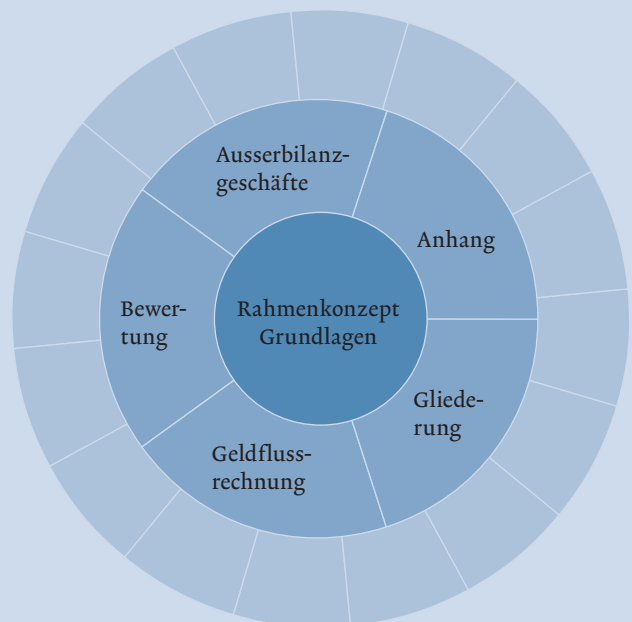 Ausserbilanz-
geschäfte
Anhang
Bewer-
tung
Rahmenkonzept
Grundlagen
Gliede-
rung
Geldfluss-
rechnung